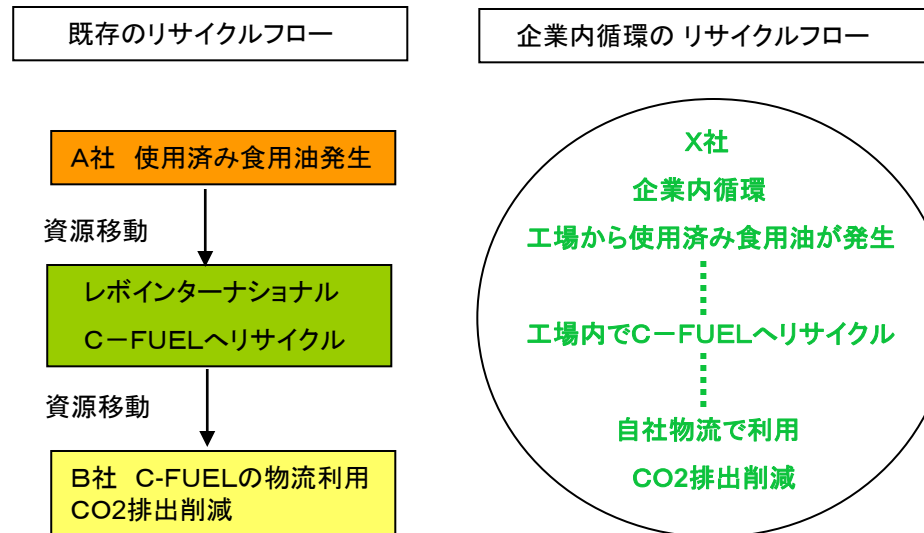 既存のリサイクルフロー
A社 使用済み食用油発生
資源移動
レボインターナショナル
C－FUELへリサイクル
資源移動
B社 C-FUELの物流利用
CO2排出削減
企業内循環の リサイクルフロー
X社
企業内循環
工場から使用済み食用油が発生
工場内でC－FUELへリサイクル
自社物流で利用
CO2排出削減